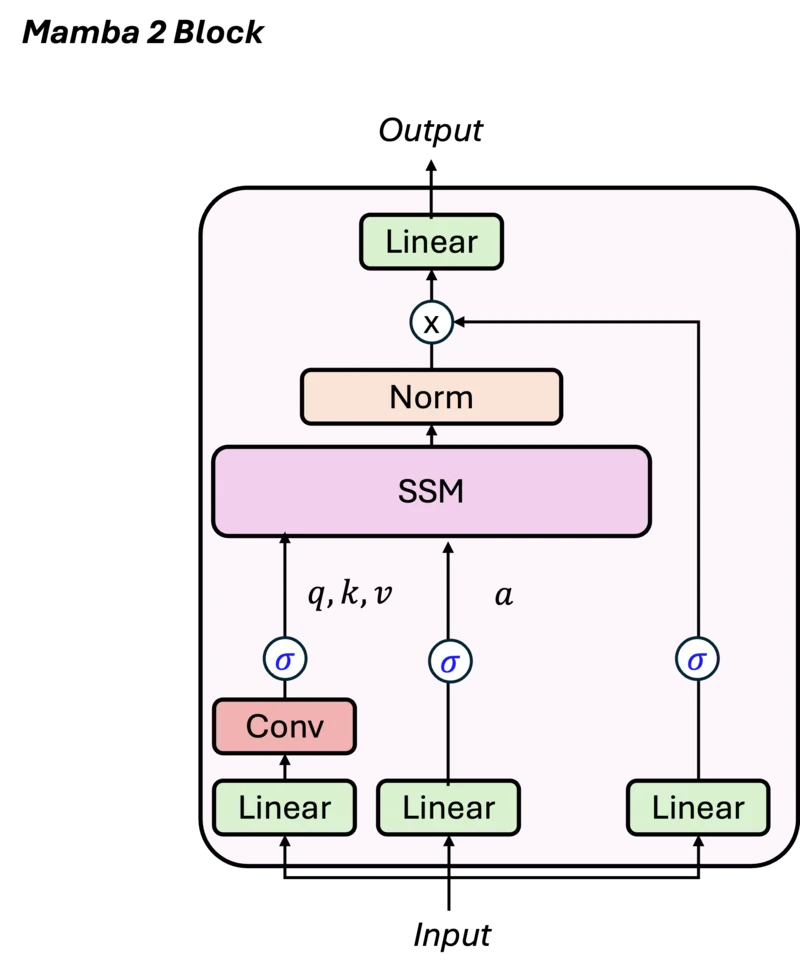 Mamba 2 Block
Output
Linear
x
Norm
SSM
q, k, v
a
σ
σ
σ
Conv
Linear
Linear
Linear
Input